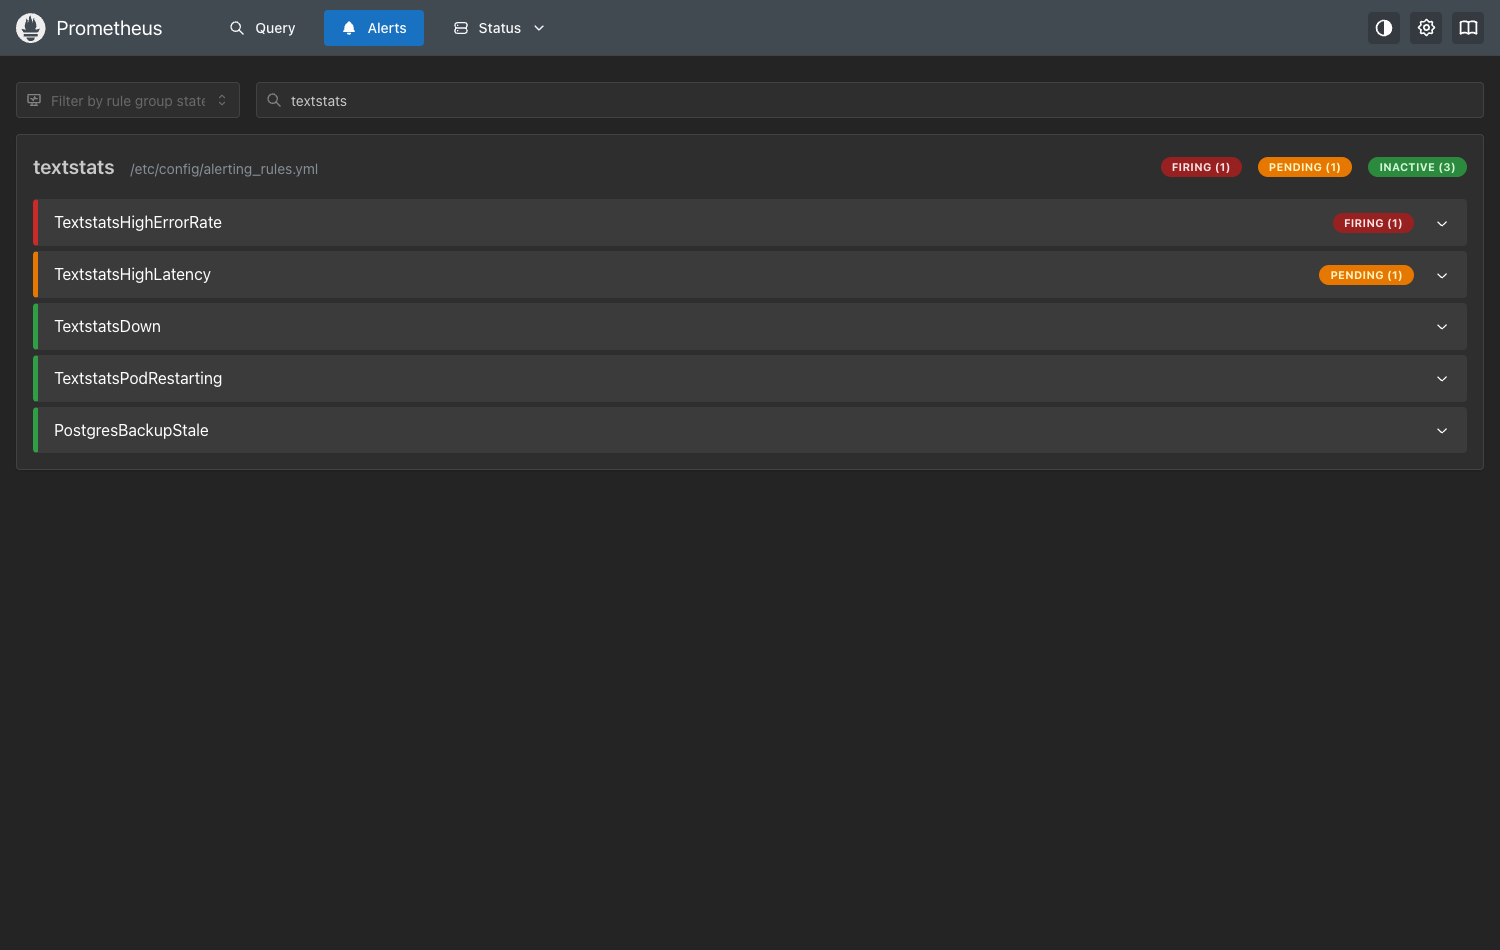 Prometheus Query Alerts Status
Filter by rule group state textstats
textstats /etc/config/alerting_rules.yml FIRING (1) PENDING (1) INACTIVE (3)
TextstatsHighErrorRate FIRING (1)
TextstatsHighLatency PENDING (1)
TextstatsDown
TextstatsPodRestarting
PostgresBackupStale